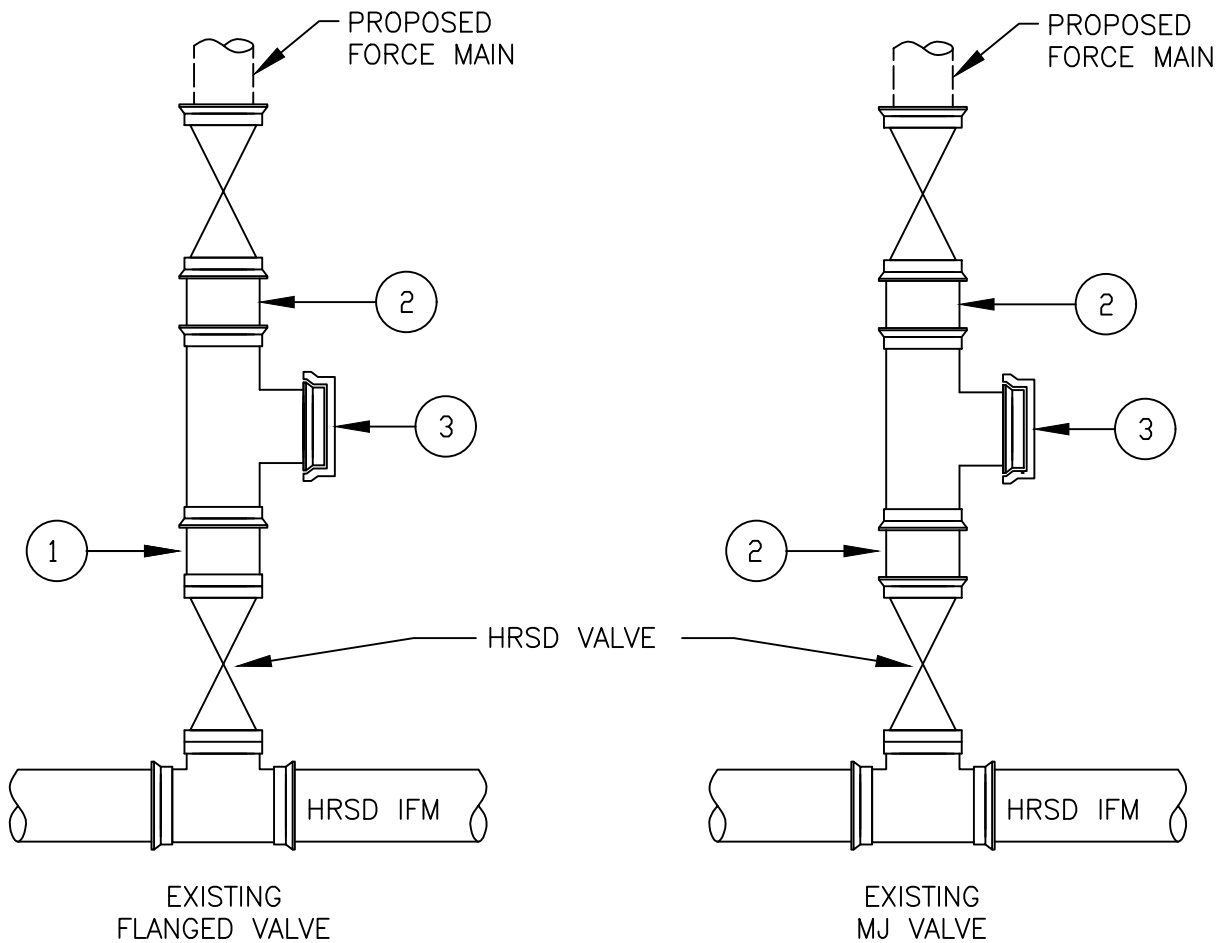 PROPOSED
FORCE MAIN
2
3
1
HRSD IFM
EXISTING
FLANGED VALVE
HRSD VALVE
PROPOSED
FORCE MAIN
2
3
2
HRSD IFM
EXISTING
MJ VALVE